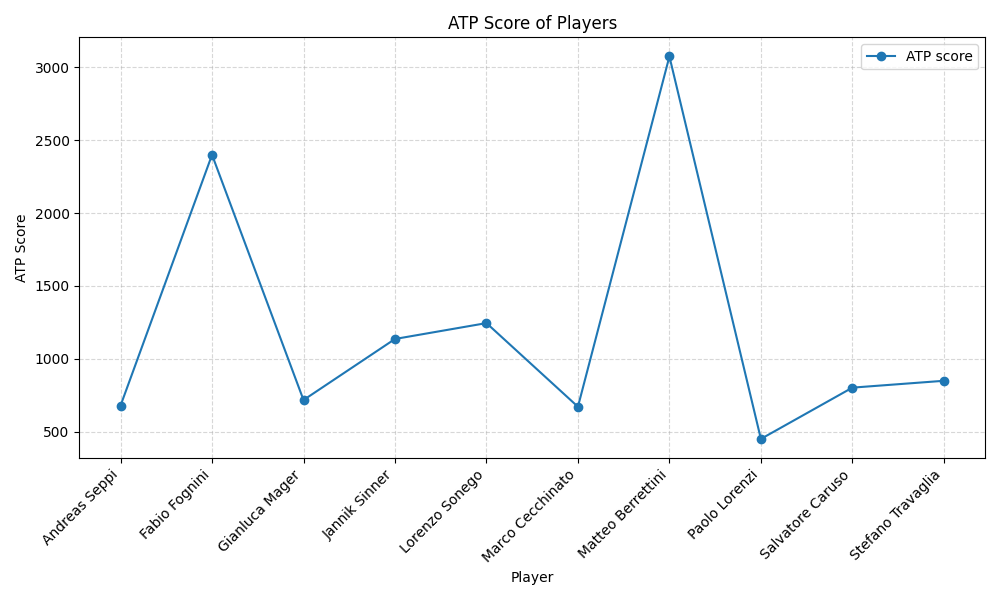 ATP Score of Players
ATP score
ATP Score
3000
2500
2000
1500
1000
500
Andreas Seppi
Fabio Fognini
Gianluca Mager
Jannik Sinner
Lorenzo Sonego
Marco Cecchinato
Matteo Berrettini
Paolo Lorenzi
Salvatore Caruso
Stefano Travaglia
Player